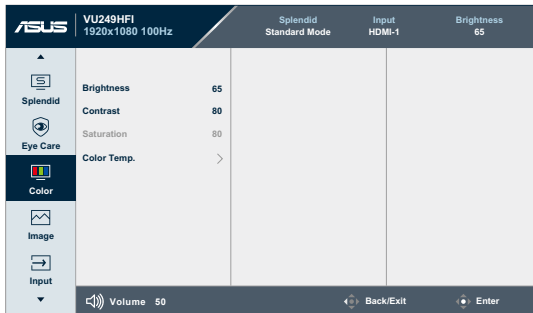 ASUS
VU249HFI
1920x1080 100Hz
Splendid
Standard Mode
Input
HDMI-1
Brightness
65
Splendid
Eye Care
Color
Image
Input
Brightness 65
Contrast 80
Saturation 80
Color Temp.
Volume 50
Back/Exit
Enter